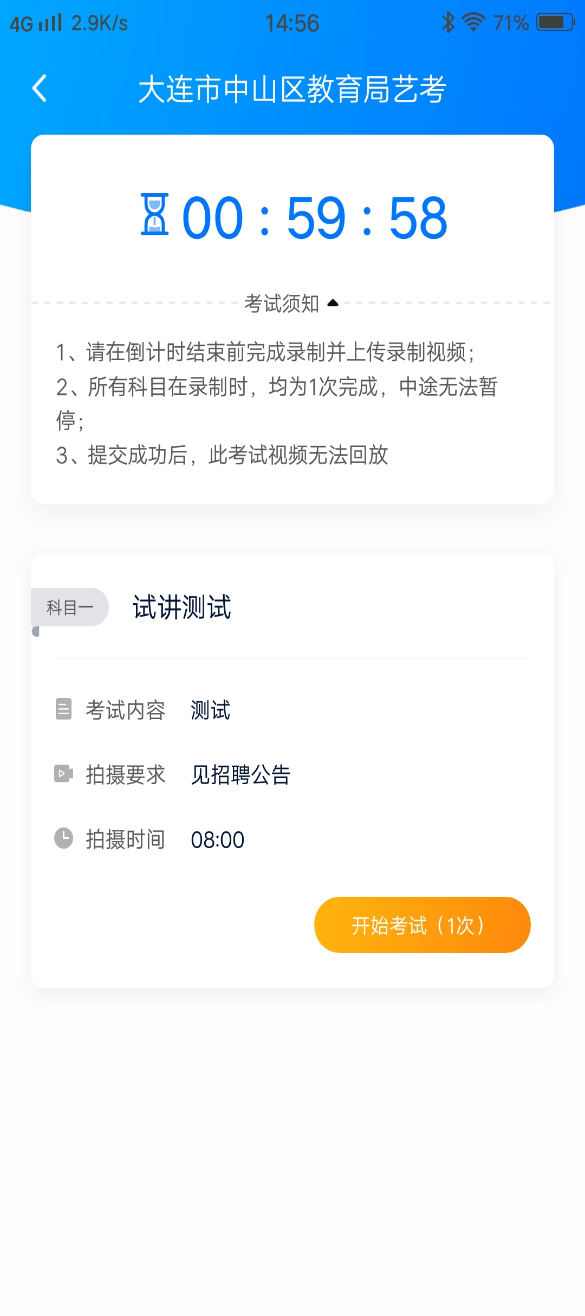 4G 2.9K/s 14:56 71%
大连市中山区教育局艺考
00 : 59 : 58
考试须知
1、请在倒计时结束前完成录制并上传录制视频；
2、所有科目在录制时，均为1次完成，中途无法暂
停；
3、提交成功后，此考试视频无法回放
科目一 试讲测试
考试内容 测试
拍摄要求 见招聘公告
拍摄时间 08:00
开始考试（1次）